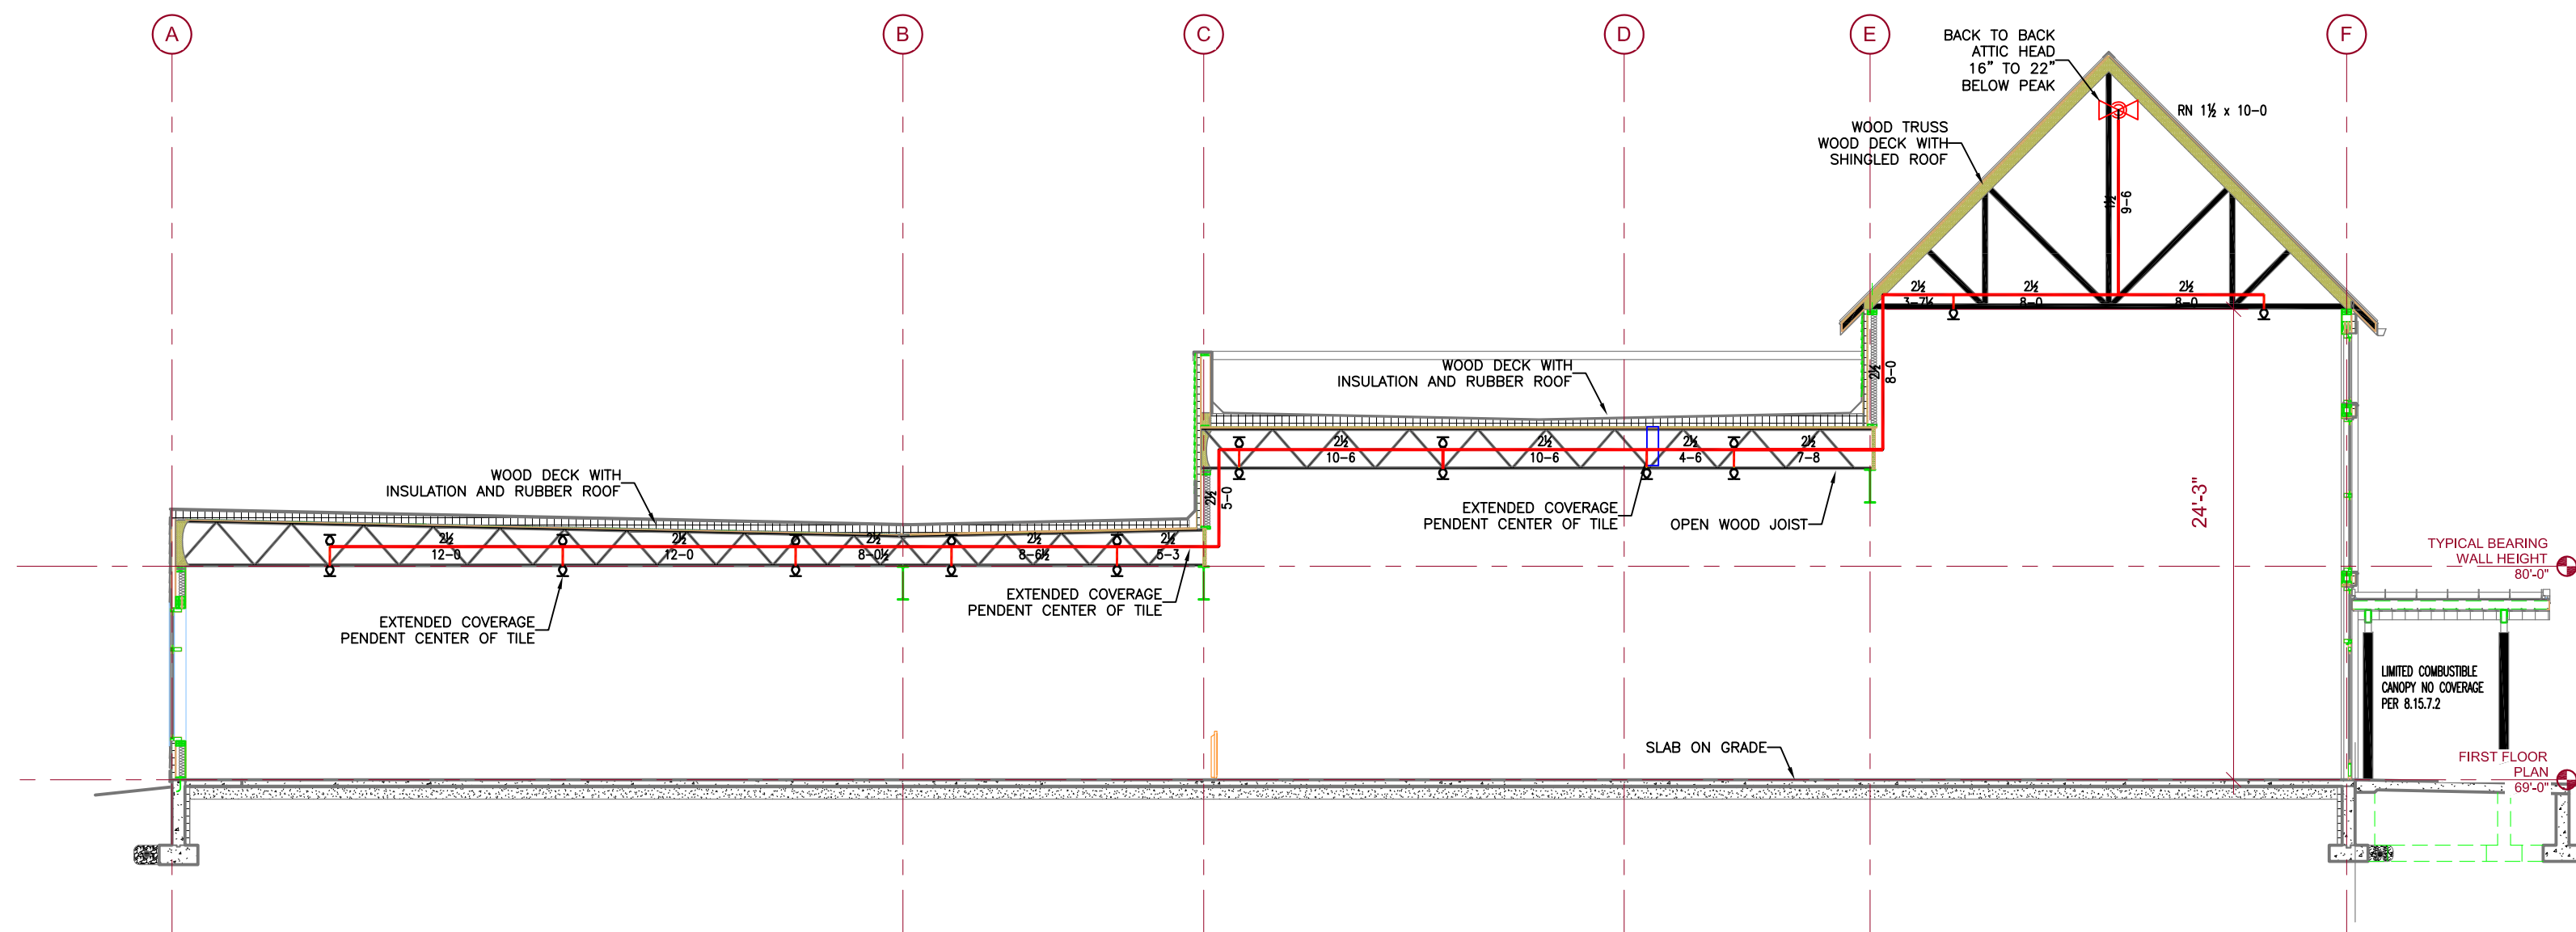 A
B
C
D
E
F
BACK TO BACK
ATTIC HEAD
16" TO 22"
BELOW PEAK
RN 1½ x 10-0
WOOD TRUSS
WOOD DECK WITH
SHINGLED ROOF
1½
9-6
2½
3-7½
2½
8-0
2½
8-0
2½
8-0
WOOD DECK WITH
INSULATION AND RUBBER ROOF
2½
10-6
2½
10-6
2½
4-6
2½
7-8
WOOD DECK WITH
INSULATION AND RUBBER ROOF
2½
5-0
EXTENDED COVERAGE
PENDENT CENTER OF TILE
OPEN WOOD JOIST
24'-3"
2½
12-0
2½
12-0
2½
8-0½
2½
8-6½
2½
5-3
TYPICAL BEARING
WALL HEIGHT
80'-0"
EXTENDED COVERAGE
PENDENT CENTER OF TILE
EXTENDED COVERAGE
PENDENT CENTER OF TILE
LIMITED COMBUSTIBLE
CANOPY NO COVERAGE
PER 8.15.7.2
SLAB ON GRADE
FIRST FLOOR
PLAN
69'-0"